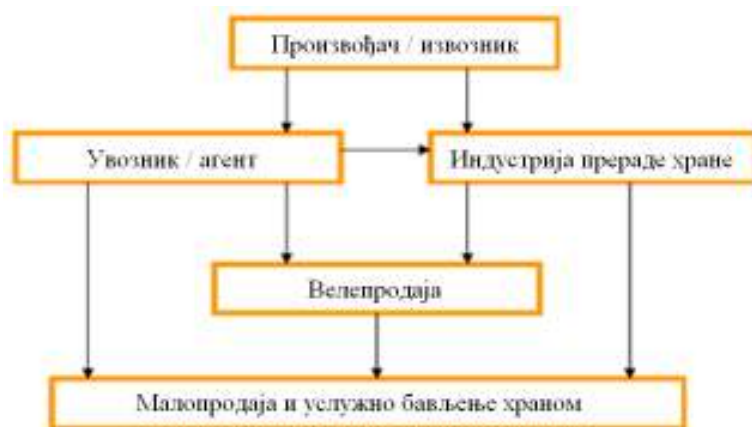 Произвођач / извозник
Увозник / агент
Индустрија прераде хране
Велепродаја
Малопродаја и услужно бављење храном